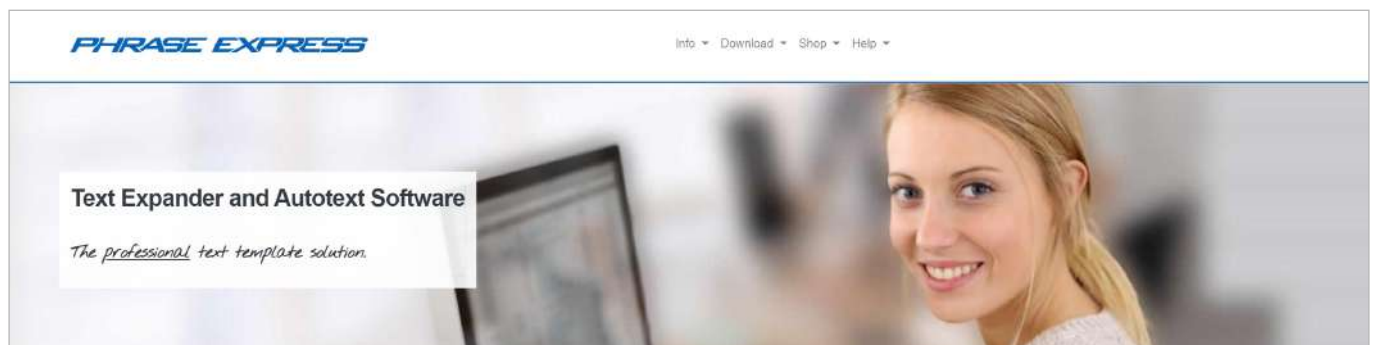 PHRASE EXPRESS
Info Download Shop Help
Text Expander and Autotext Software
The professional text template solution.